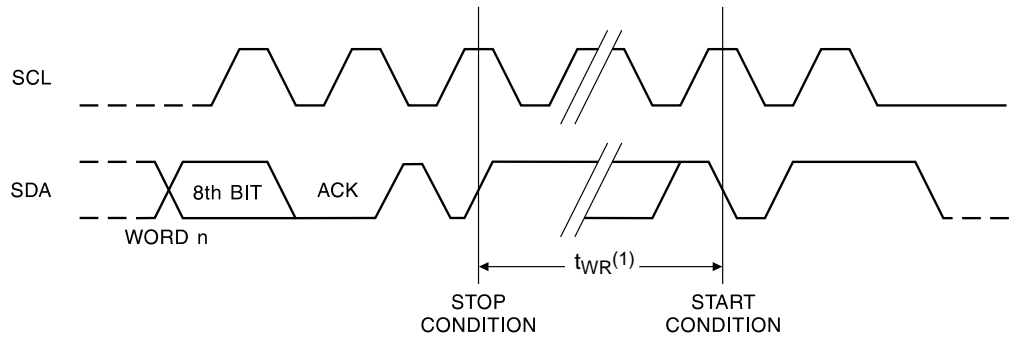 SCL
SDA
8th BIT
ACK
WORD n
tWR(1)
STOP
CONDITION
START
CONDITION